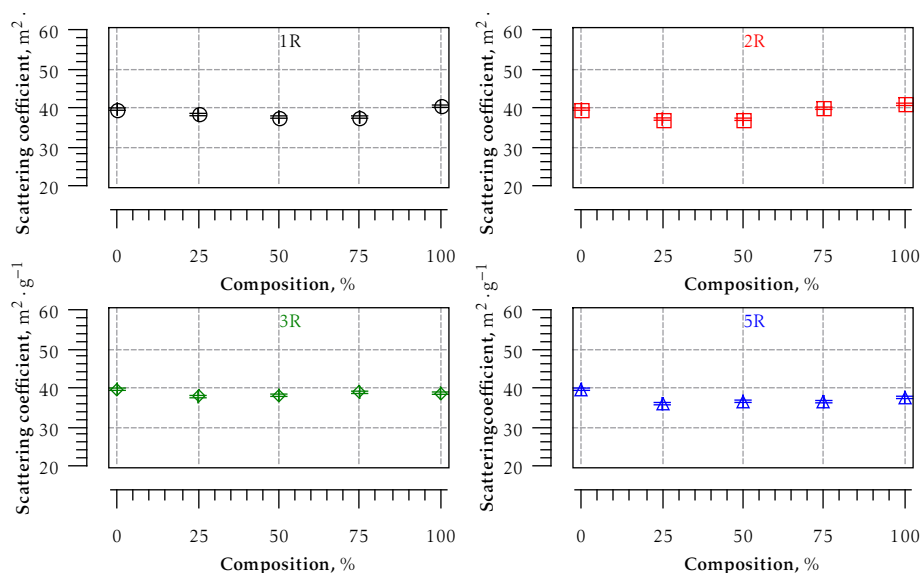 Scattering coefficient, m² ·
60
50
40
30
20
1R
0 25 50 75 100
Composition, %
Scattering coefficient, m² ·
60
50
40
30
20
2R
0 25 50 75 100
Composition, %
Scattering coefficient, m² · g⁻¹
60
50
40
30
20
3R
0 25 50 75 100
Composition, %
Scatteringcoefficient, m² · g⁻¹
60
50
40
30
20
5R
0 25 50 75 100
Composition, %